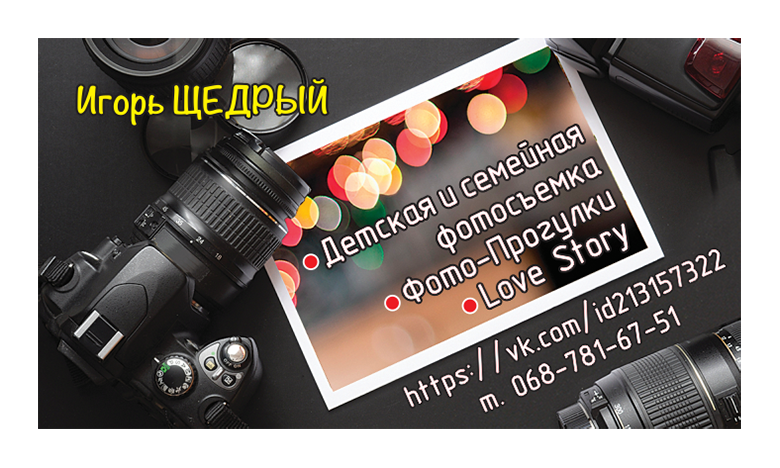 Игорь ЩЕДРЫЙ
Детская и семейная
фотосъемка
Фото-Прогулки
Love Story
https://vk.com/id213157322
т. 068-781-67-51